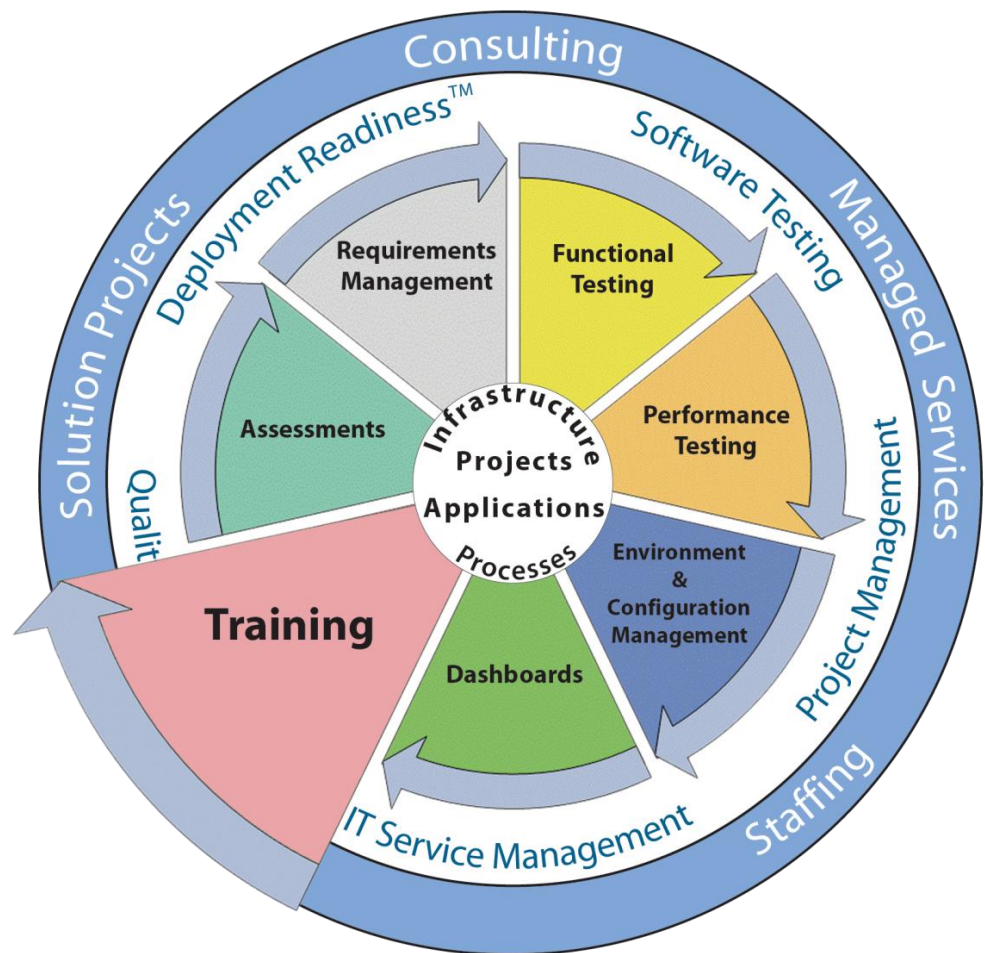 Consulting
Managed Services
Staffing
Solution Projects
Deployment Readiness™
Software Testing
Project Management
IT Service Management
Qualit
Requirements
Management
Functional
Testing
Performance
Testing
Environment
&
Configuration
Management
Dashboards
Training
Assessments
Infrastructure
Projects
Applications
Processes